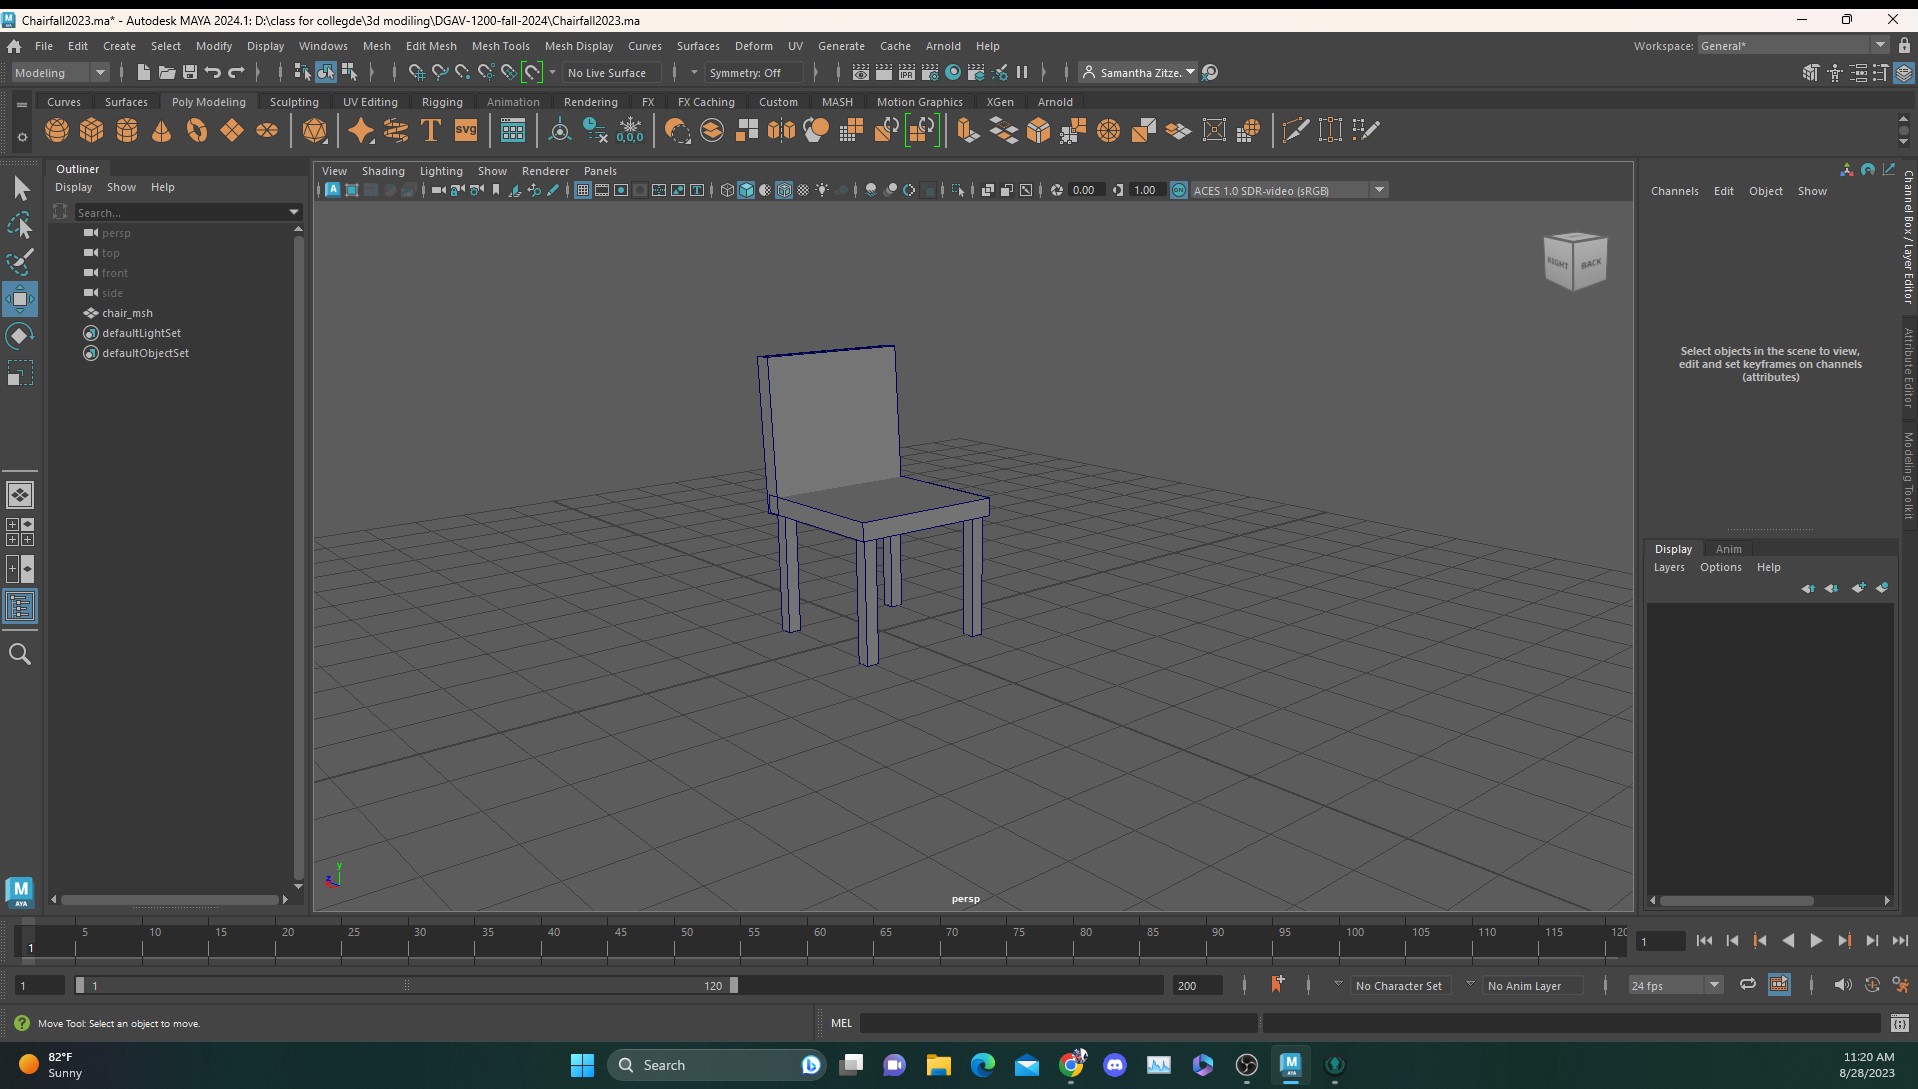 Chairfall2023.ma* - Autodesk MAYA 2024.1: D:\class for collegde\3d modiling\DGAV-1200-fall-2024\Chairfall2023.ma
File Edit Create Select Modify Display Windows Mesh Edit Mesh Mesh Tools Mesh Display Curves Surfaces Deform UV Generate Cache Arnold Help
Workspace: General*
Modeling
No Live Surface
Symmetry: Off
IPR
Samantha Zitze.
Curves Surfaces Poly Modeling Sculpting UV Editing Rigging Animation Rendering FX FX Caching Custom MASH Motion Graphics XGen Arnold
T
SVG
0,0,0
Outliner
Display Show Help
Search...
persp
top
front
side
chair_msh
defaultLightSet
defaultObjectSet
View Shading Lighting Show Renderer Panels
0.00
1.00
ON
ACES 1.0 SDR-video (sRGB)
RIGHT
BACK
y
z
persp
Channels Edit Object Show
Select objects in the scene to view,
edit and set keyframes on channels
(attributes)
Channel Box / Layer Editor
Attribute Editor
Modeling Toolkit
Display Anim
Layers Options Help
M
AYA
1
5 10 15 20 25 30 35 40 45 50 55 60 65 70 75 80 85 90 95 100 105 110 115 120
1
1
1
120
200
No Character Set
No Anim Layer
24 fps
Move Tool: Select an object to move.
MEL
82°F
Sunny
Search
M
AYA
11:20 AM
8/28/2023